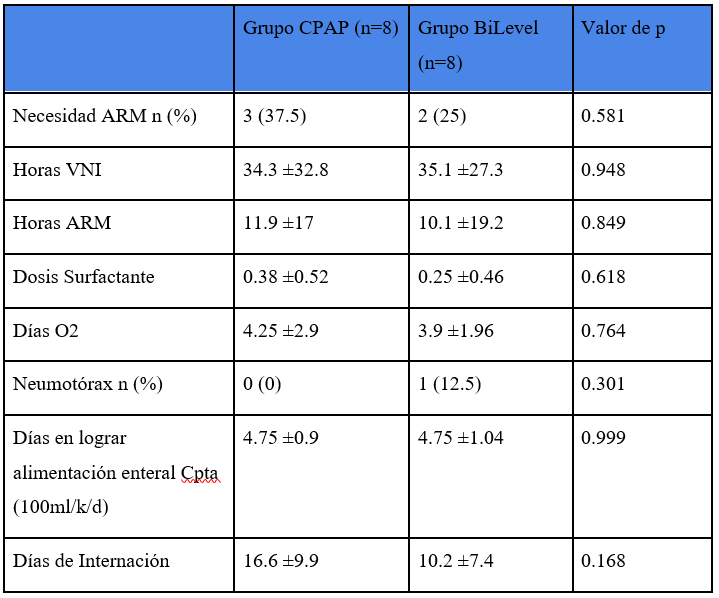 Grupo CPAP (n=8) Grupo BiLevel (n=8) Valor de p
Necesidad ARM n (%) 3 (37.5) 2 (25) 0.581
Horas VNI 34.3 ±32.8 35.1 ±27.3 0.948
Horas ARM 11.9 ±17 10.1 ±19.2 0.849
Dosis Surfactante 0.38 ±0.52 0.25 ±0.46 0.618
Días O2 4.25 ±2.9 3.9 ±1.96 0.764
Neumotórax n (%) 0 (0) 1 (12.5) 0.301
Días en lograr alimentación enteral Cpta (100ml/k/d) 4.75 ±0.9 4.75 ±1.04 0.999
Días de Internación 16.6 ±9.9 10.2 ±7.4 0.168